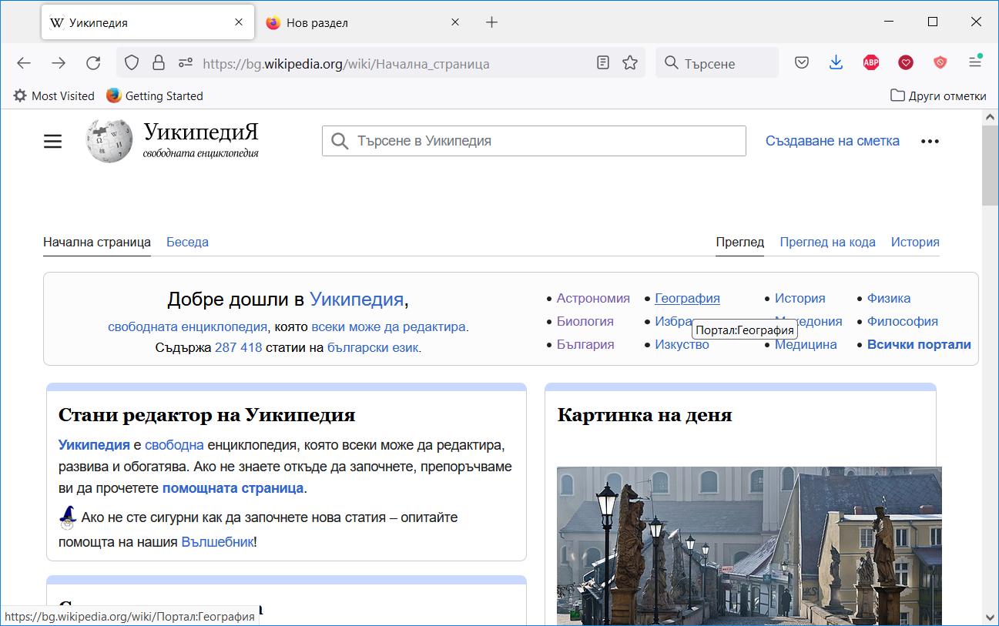 Уикипедия
Нов раздел
https://bg.wikipedia.org/wiki/Начална_страница
Търсене
ABP
Most Visited
Getting Started
Други отметки
УикипедиЯ
свободната енциклопедия
Търсене в Уикипедия
Създаване на сметка
Начална страница
Беседа
Преглед
Преглед на кода
История
Добре дошли в Уикипедия,
свободната енциклопедия, която всеки може да редактира.
Съдържа 287 418 статии на български език.
• Астрономия
• География
• История
• Физика
• Биология
• Избра
едония
• Философия
Портал:География
• България
• Изкуство
• Медицина
• Всички портали
Стани редактор на Уикипедия
Уикипедия е свободна енциклопедия, която всеки може да редактира,
развива и обогатява. Ако не знаете откъде да започнете, препоръчваме
ви да прочетете помощната страница.
Ако не сте сигурни как да започнете нова статия – опитайте
помощта на нашия Вълшебник!
Картинка на деня
https://bg.wikipedia.org/wiki/Портал:География